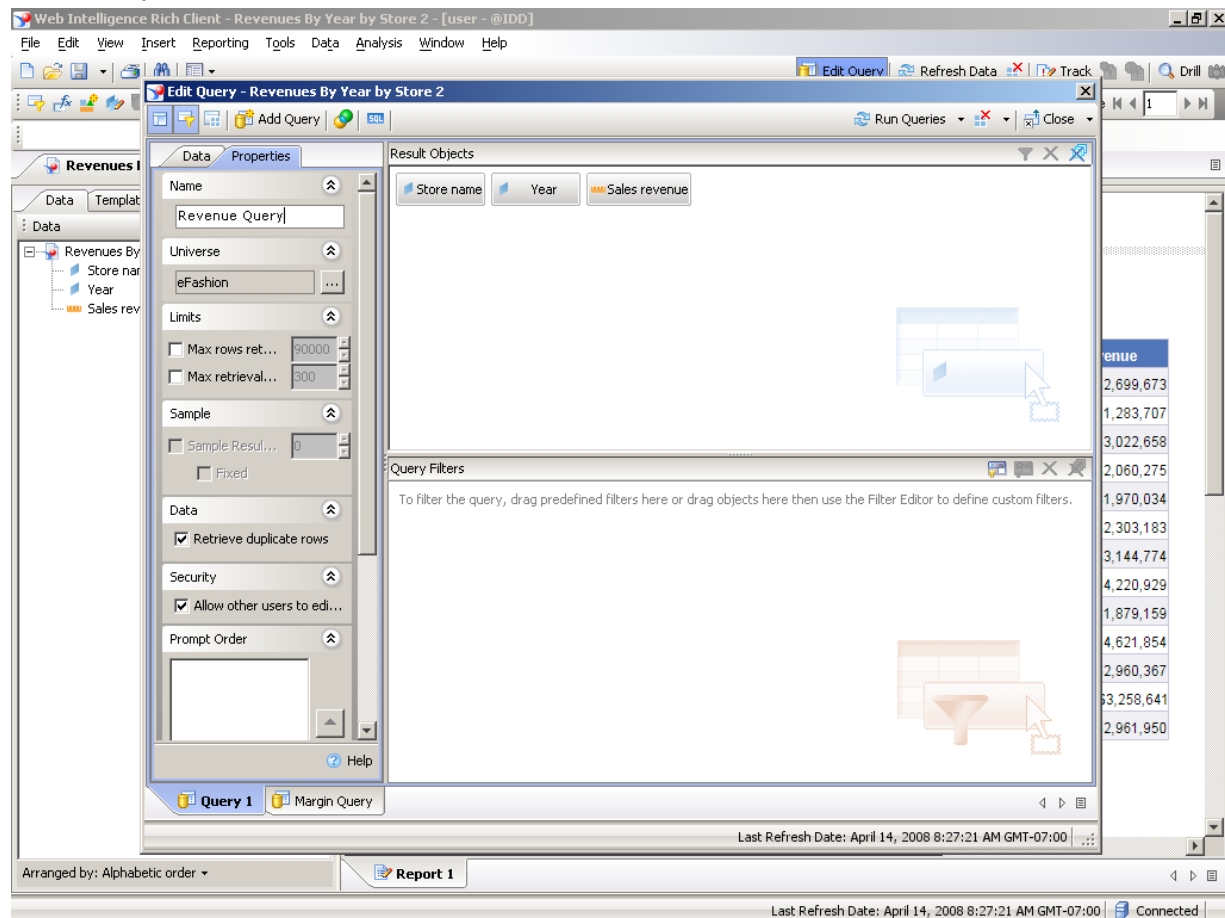 Web Intelligence Rich Client - Revenues By Year by Store 2 - [user - @IDD]
File Edit View Insert Reporting Tools Data Analysis Window Help
Edit Query Refresh Data Track Drill
Edit Query - Revenues By Year by Store 2
1
Add Query SQL Run Queries Close
Revenues
Data Properties
Result Objects
Data Templat
Name
Store name Year Sales revenue
Revenue Query
Data
Universe
Revenues By
Store nar
Year
Sales rev
eFashion ...
Limits
Max rows ret... 90000
Max retrieval... 300
Sample
Sample Resul... 0
Fixed
Query Filters
To filter the query, drag predefined filters here or drag objects here then use the Filter Editor to define custom filters.
Data
Retrieve duplicate rows
Security
Allow other users to edi...
Prompt Order
Help
enue
2,699,673
1,283,707
3,022,658
2,060,275
1,970,034
2,303,183
3,144,774
4,220,929
1,879,159
4,621,854
2,960,367
$3,258,641
2,961,950
Query 1 Margin Query
Last Refresh Date: April 14, 2008 8:27:21 AM GMT-07:00
Arranged by: Alphabetic order
Report 1
Last Refresh Date: April 14, 2008 8:27:21 AM GMT-07:00 Connected